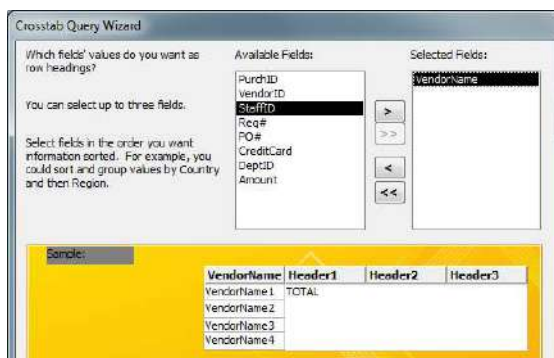 Crosstab Query Wizard
Which fields' values do you want as
row headings?
You can select up to three fields.
Select fields in the order you want
information sorted. For example, you
could sort and group values by Country
and then Region.
Available Fields:
PurchID
VendorID
StaffID
Req#
PO#
CreditCard
DeptID
Amount
>
>>
<
<<
Selected Fields:
VendorName
Sample:
VendorName Header1 Header2 Header3
VendorName1 TOTAL
VendorName2
VendorName3
VendorName4